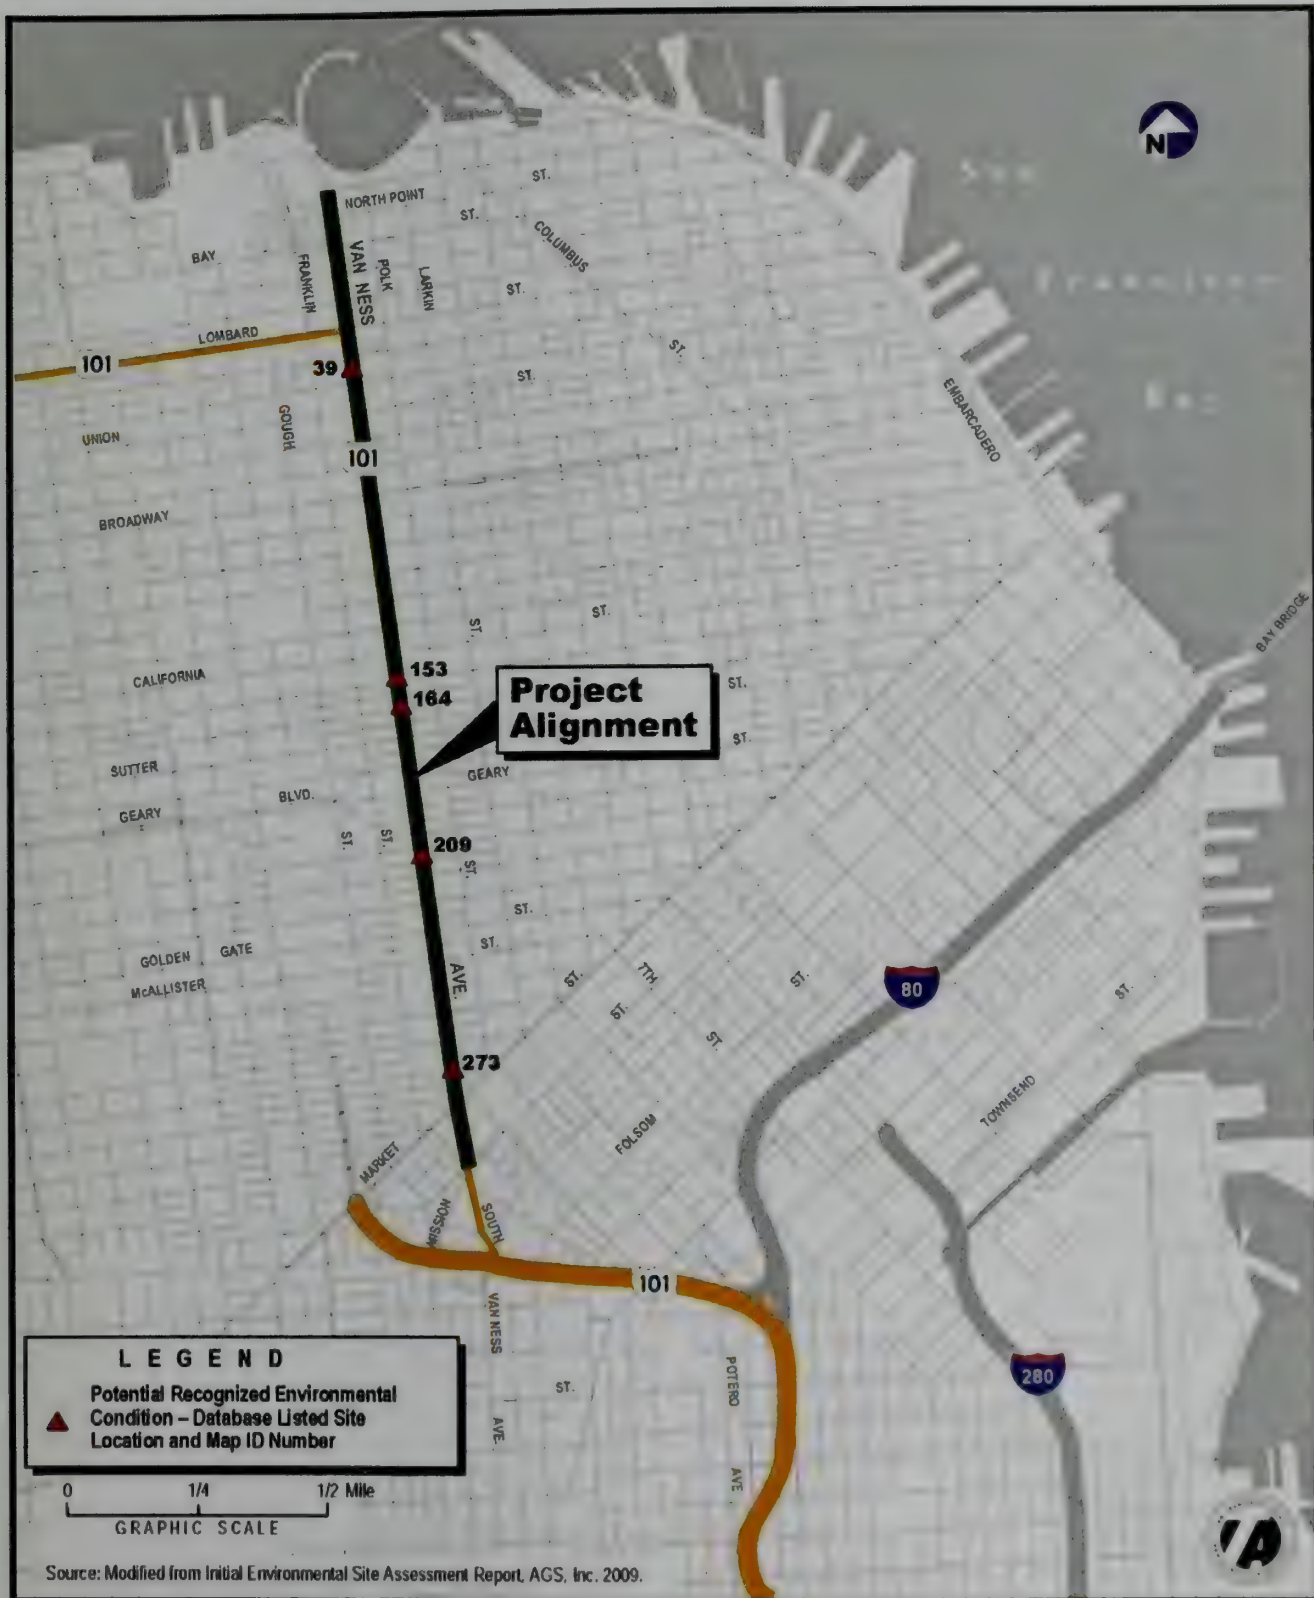 N
San
Francisco
Bay
NORTH POINT
ST.
ST.
COLUMBUS
BAY
FRANKLIN
VAN NESS
POLK
LARKIN
ST.
LOMBARD
ST.
101
39
ST.
EMBARCADERO
UNION
GOUGH
101
BROADWAY
ST.
ST.
BAY BRIDGE
CALIFORNIA
153
164
Project
Alignment
ST.
ST.
SUTTER
GEARY
GEARY
BLVD.
ST.
ST.
209
ST.
ST.
ST.
GOLDEN GATE
McALLISTER
AVE.
ST.
7TH
ST.
ST.
ST.
80
ST.
273
TOWNSEND
FOLSOM
MARKET
MISSION
SOUTH
101
VAN NESS
AVE.
ST.
POTERO
AVE
280
LEGEND
Potential Recognized Environmental
Condition – Database Listed Site
Location and Map ID Number
0 1/4 1/2 Mile
GRAPHIC SCALE
Source: Modified from Initial Environmental Site Assessment Report, AGS, Inc. 2009.